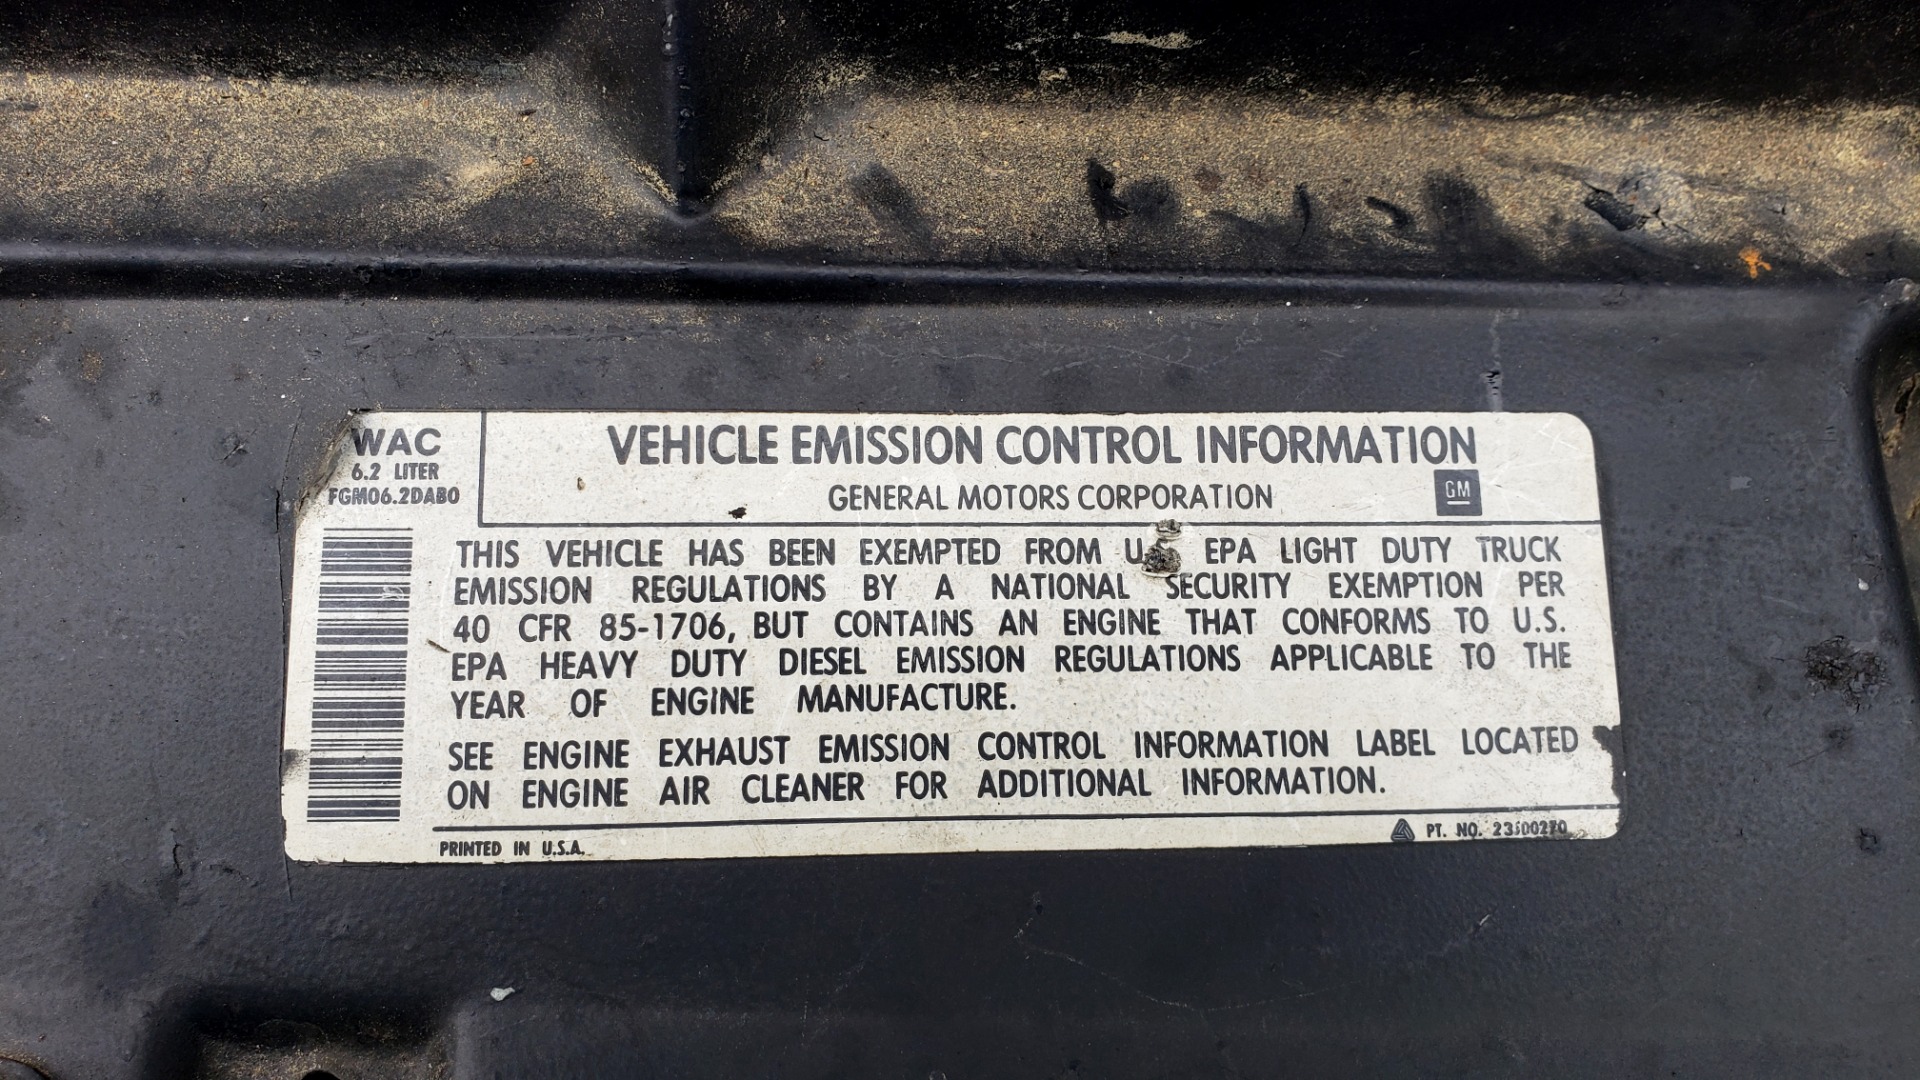 WAC
6.2 LITER
FGM06.2DAB0
VEHICLE EMISSION CONTROL INFORMATION
GENERAL MOTORS CORPORATION
GM
THIS VEHICLE HAS BEEN EXEMPTED FROM EPA LIGHT DUTY TRUCK
EMISSION REGULATIONS BY A NATIONAL SECURITY EXEMPTION PER
40 CFR 85-1706, BUT CONTAINS AN ENGINE THAT CONFORMS TO U.S.
EPA HEAVY DUTY DIESEL EMISSION REGULATIONS APPLICABLE TO THE
YEAR OF ENGINE MANUFACTURE.
SEE ENGINE EXHAUST EMISSION CONTROL INFORMATION LABEL LOCATED
ON ENGINE AIR CLEANER FOR ADDITIONAL INFORMATION.
PRINTED IN U.S.A.
PT. NO.